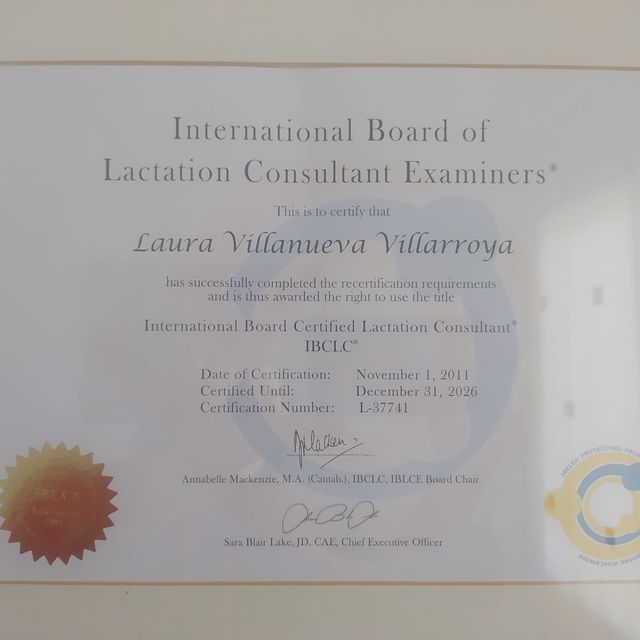 International Board of
Lactation Consultant Examiners®
This is to certify that
Laura Villanueva Villarroya
has successfully completed the recertification requirements
and is thus awarded the right to use the title
International Board Certified Lactation Consultant®
IBCLC®
Date of Certification: November 1, 2011
Certified Until: December 31, 2026
Certification Number: L-37741
Annabelle Mackenzie, M.A. (Cantab.), IBCLC, IBLCE Board Chair
Sara Blair Lake, JD, CAE, Chief Executive Officer
IBCLCs: PROTECTING,
WORLDWIDE